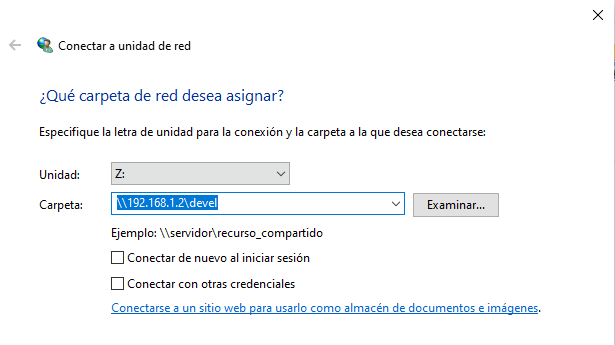 Conectar a unidad de red
¿Qué carpeta de red desea asignar?
Especifique la letra de unidad para la conexión y la carpeta a la que desea conectarse:
Unidad: Z:
Carpeta: \\192.168.1.2\devel Examinar...
Ejemplo: \\servidor\recurso_compartido
Conectar de nuevo al iniciar sesión
Conectar con otras credenciales
Conectarse a un sitio web para usarlo como almacén de documentos e imágenes.